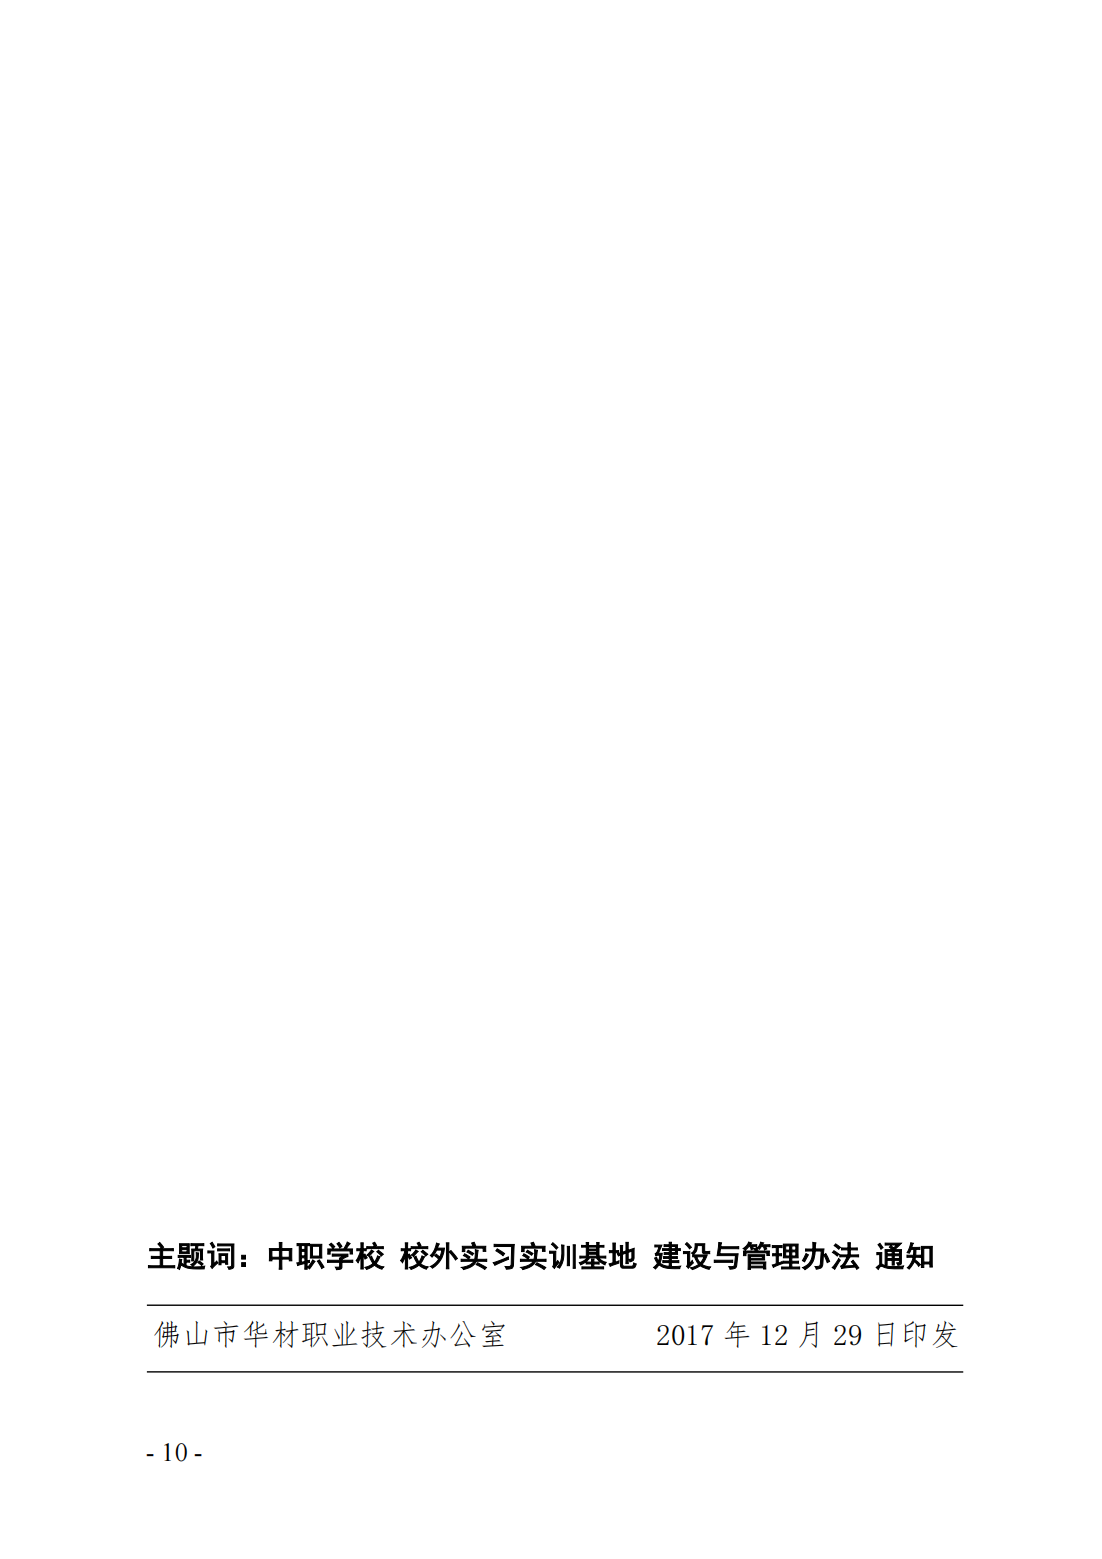 主题词：中职学校 校外实习实训基地 建设与管理办法 通知
佛山市华材职业技术办公室 2017 年 12 月 29 日印发
- 10 -